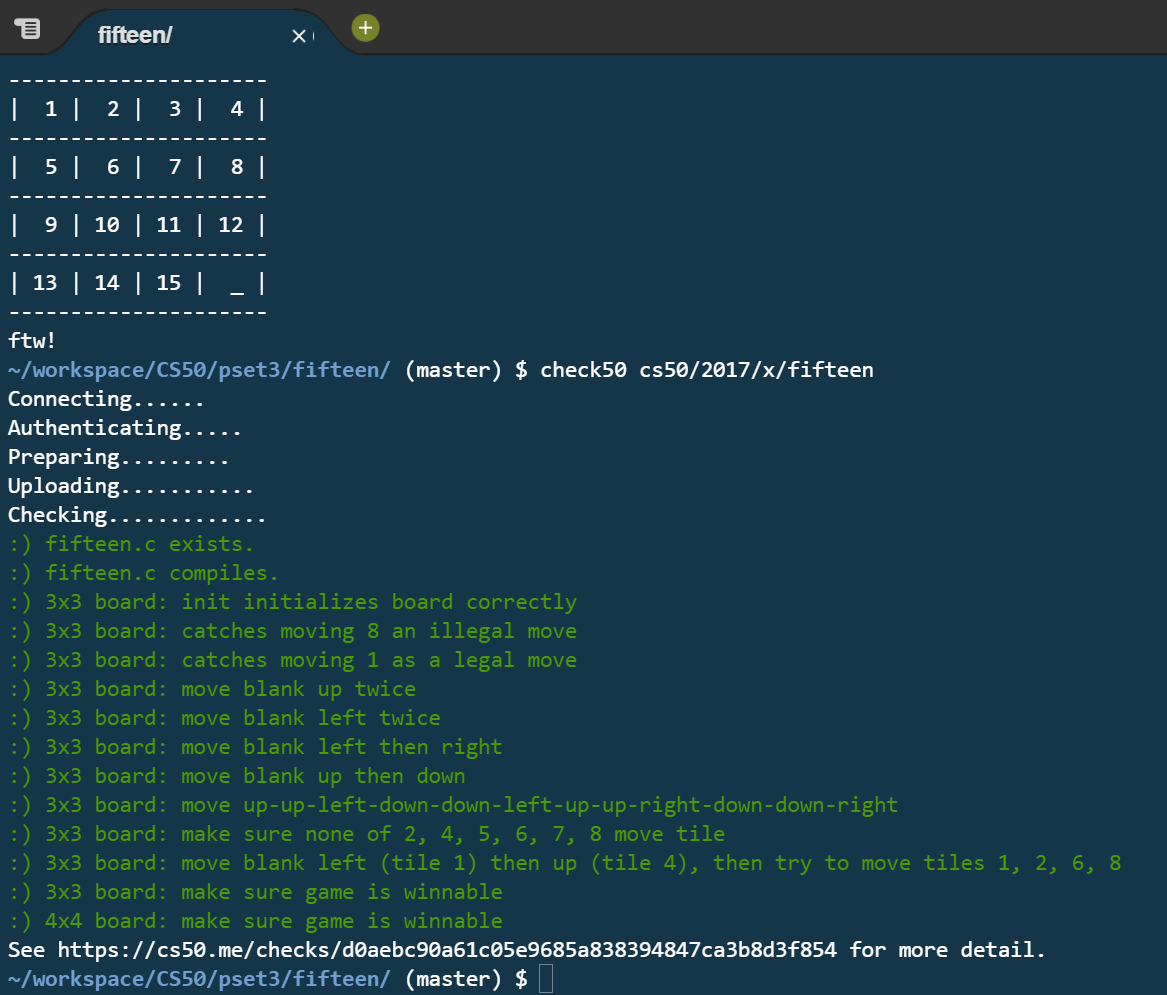 fifteen/
---------------------
|  1 |  2 |  3 |  4 |
---------------------
|  5 |  6 |  7 |  8 |
---------------------
|  9 | 10 | 11 | 12 |
---------------------
| 13 | 14 | 15 |  _ |
---------------------
ftw!
~/workspace/CS50/pset3/fifteen/ (master) $ check50 cs50/2017/x/fifteen
Connecting......
Authenticating.....
Preparing.........
Uploading...........
Checking.............
:) fifteen.c exists.
:) fifteen.c compiles.
:) 3x3 board: init initializes board correctly
:) 3x3 board: catches moving 8 an illegal move
:) 3x3 board: catches moving 1 as a legal move
:) 3x3 board: move blank up twice
:) 3x3 board: move blank left twice
:) 3x3 board: move blank left then right
:) 3x3 board: move blank up then down
:) 3x3 board: move up-up-left-down-down-left-up-up-right-down-down-right
:) 3x3 board: make sure none of 2, 4, 5, 6, 7, 8 move tile
:) 3x3 board: move blank left (tile 1) then up (tile 4), then try to move tiles 1, 2, 6, 8
:) 3x3 board: make sure game is winnable
:) 4x4 board: make sure game is winnable
See https://cs50.me/checks/d0aebc90a61c05e9685a838394847ca3b8d3f854 for more detail.
~/workspace/CS50/pset3/fifteen/ (master) $